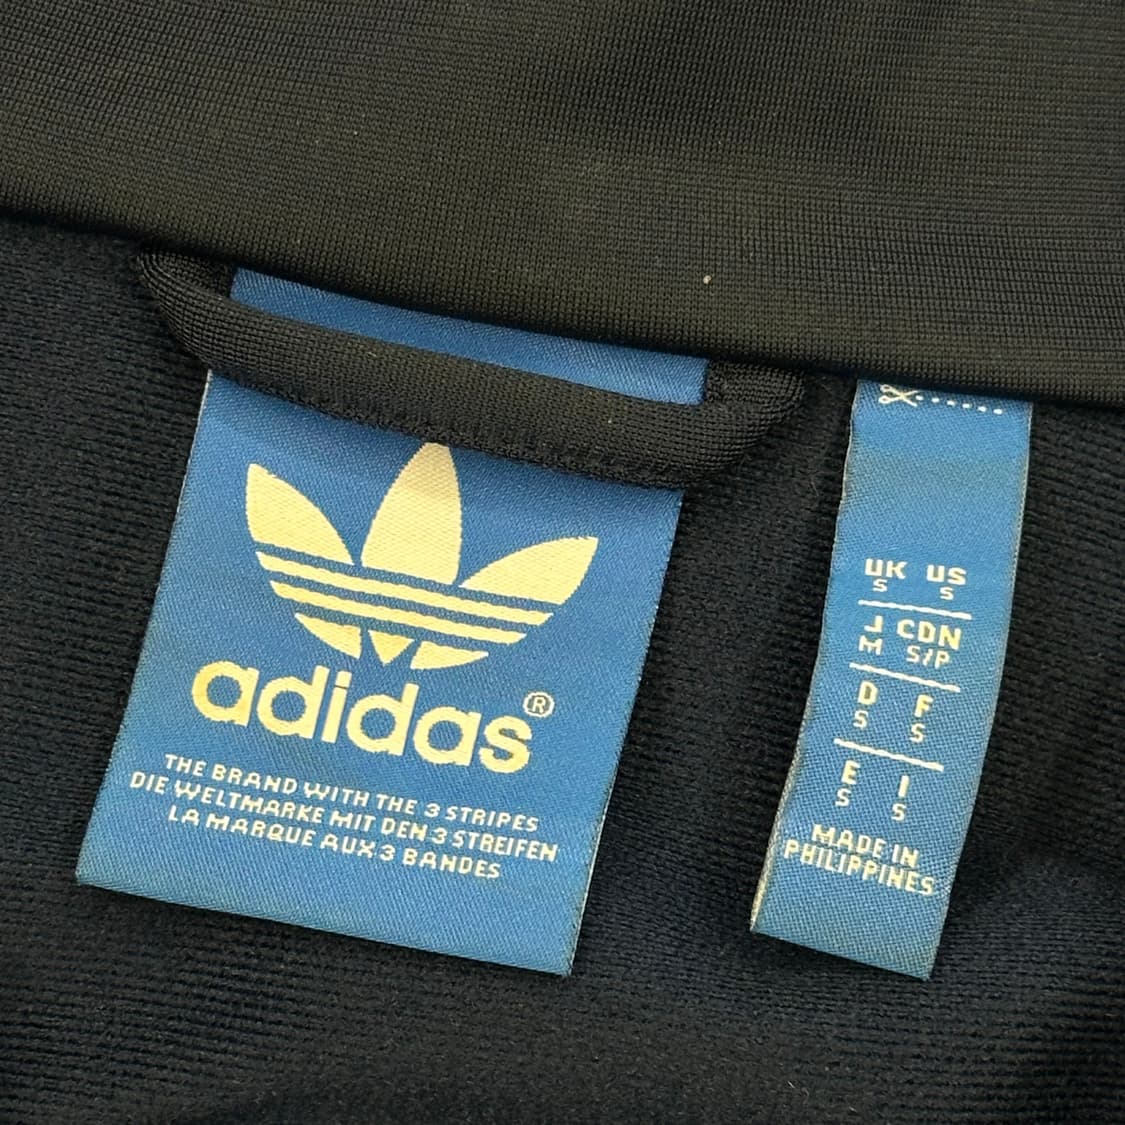 adidas®
THE BRAND WITH THE 3 STRIPES
DIE WELTMARKE MIT DEN 3 STREIFEN
LA MARQUE AUX 3 BANDES
UK US
S S
J CDN
M S/P
D F
S S
E I
S S
MADE IN
PHILIPPINES